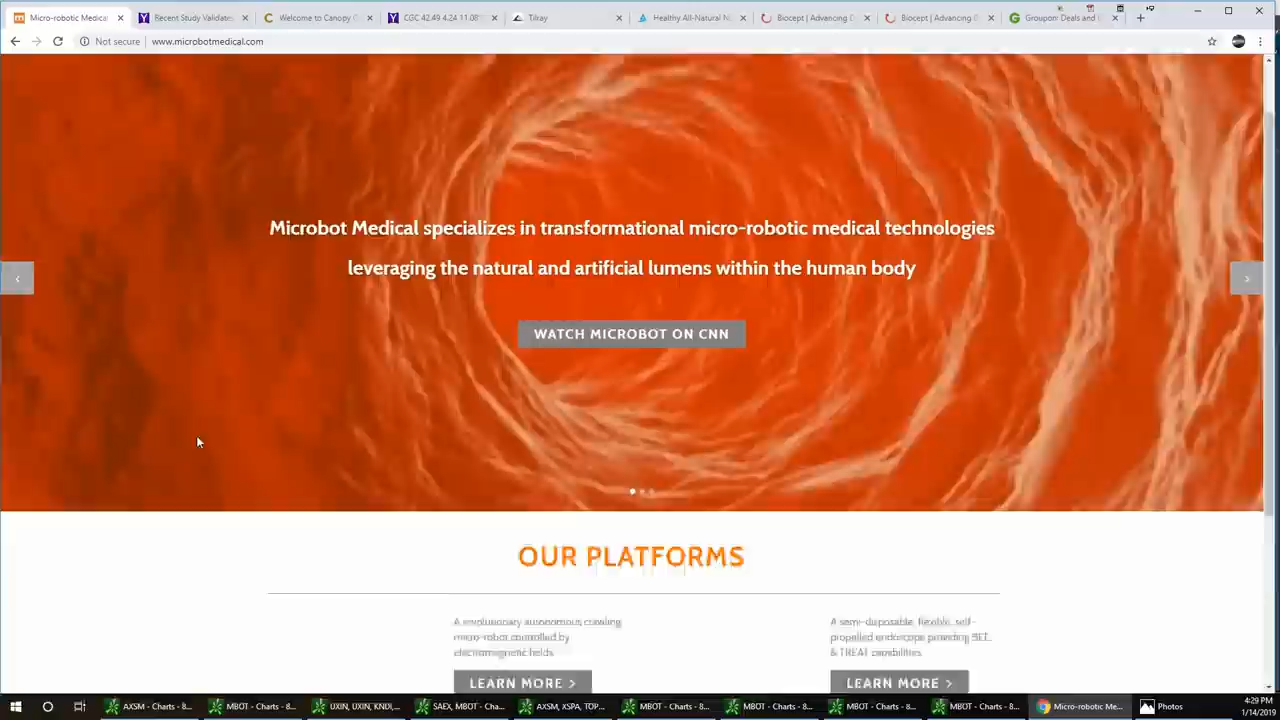 Micro-robotic Medica
Recent Study Validates
Welcome to Canopy G
CGC 42.49 4.24 11.08%
Tilray
Healthy All-Natural N
Biocept | Advancing D
Biocept | Advancing D
Groupon Deals and
Not secure | www.microbotmedical.com
Microbot Medical specializes in transformational micro-robotic medical technologies
leveraging the natural and artificial lumens within the human body
WATCH MICROBOT ON CNN
OUR PLATFORMS
A evolutionary autonomous crawling
micro-robot controlled by
electromagnetic fields
LEARN MORE >
A semi-disposable, flexible, self-
propelled endoscope providing SEE
& TREAT capabilities
LEARN MORE >
AXSM - Charts - 8...
MBOT - Charts - 8...
UXIN, UXIN, KNDI,...
SAEX, MBOT, - Cha...
AXSM, XSPA, TOP...
MBOT - Charts - 8...
MBOT - Charts - 8...
MBOT - Charts - 8...
MBOT - Charts - 8...
Micro-robotic Me...
Photos
4:29 PM
1/14/2019